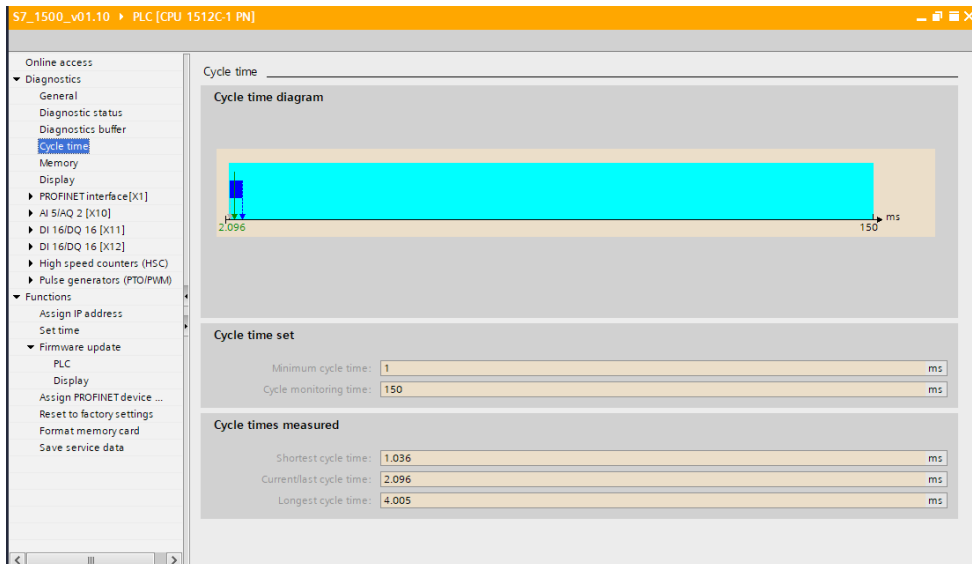 S7_1500_v01.10 ▸ PLC [CPU 1512C-1 PN]
Online access
Diagnostics
General
Diagnostic status
Diagnostics buffer
Cycle time
Memory
Display
PROFINET interface[X1]
AI 5/AQ 2 [X10]
DI 16/DQ 16 [X11]
DI 16/DQ 16 [X12]
High speed counters (HSC)
Pulse generators (PTO/PWM)
Functions
Assign IP address
Set time
Firmware update
PLC
Display
Assign PROFINET device ...
Reset to factory settings
Format memory card
Save service data
Cycle time
Cycle time diagram
ms
2.096 150
Cycle time set
Minimum cycle time: 1 ms
Cycle monitoring time: 150 ms
Cycle times measured
Shortest cycle time: 1.036 ms
Current/last cycle time: 2.096 ms
Longest cycle time: 4.005 ms